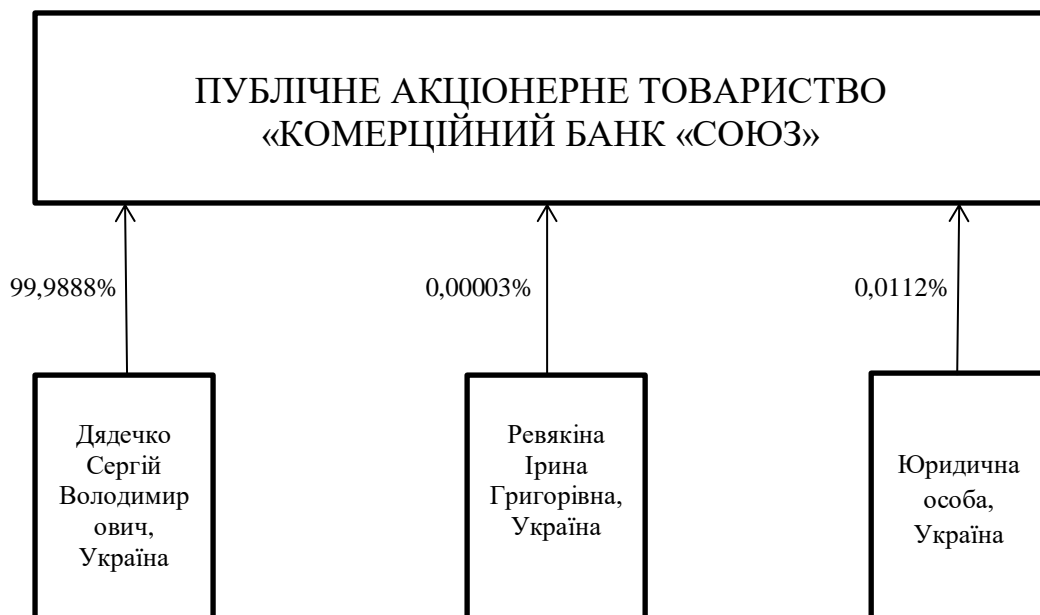 ПУБЛІЧНЕ АКЦІОНЕРНЕ ТОВАРИСТВО
«КОМЕРЦІЙНИЙ БАНК «СОЮЗ»
99,9888%
0,00003%
0,0112%
Дядечко
Сергій
Володимир
ович,
Україна
Ревякіна
Ірина
Григорівна,
Україна
Юридична
особа,
Україна